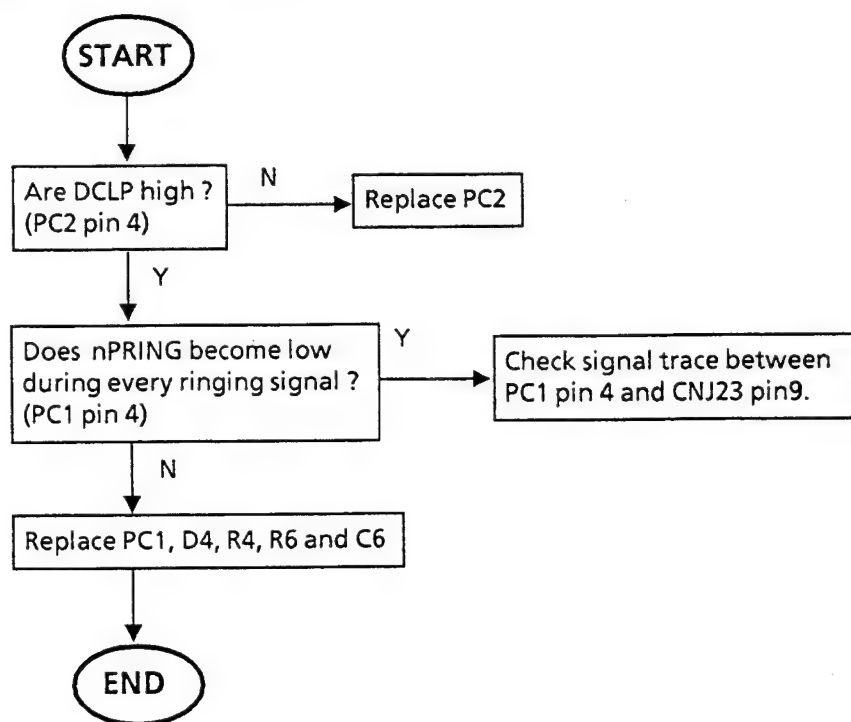 START
Are DCLP high ?
(PC2 pin 4)
N
Replace PC2
Y
Does nPRING become low
during every ringing signal ?
(PC1 pin 4)
Y
Check signal trace between
PC1 pin 4 and CNJ23 pin9.
N
Replace PC1, D4, R4, R6 and C6
END